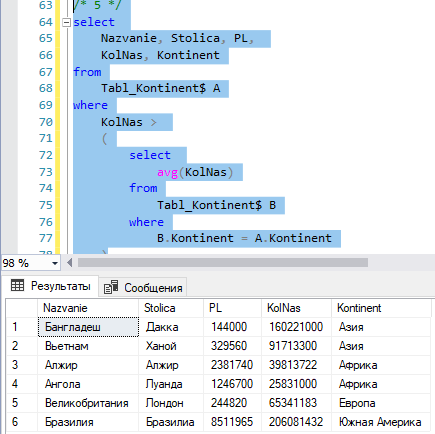 63 /* 5 */
64 select
65 Nazvanie, Stolica, PL,
66 KolNas, Kontinent
67 from
68 Tabl_Kontinent$ A
69 where
70 KolNas >
71 (
72 select
73 avg(KolNas)
74 from
75 Tabl_Kontinent$ B
76 where
77 B.Kontinent = A.Kontinent
78 )
98 %
Результаты Сообщения
Nazvanie Stolica PL KolNas Kontinent
1 Бангладеш Дакка 144000 160221000 Азия
2 Вьетнам Ханой 329560 91713300 Азия
3 Алжир Алжир 2381740 39813722 Африка
4 Ангола Луанда 1246700 25831000 Африка
5 Великобритания Лондон 244820 65341183 Европа
6 Бразилия Бразилиа 8511965 206081432 Южная Америка